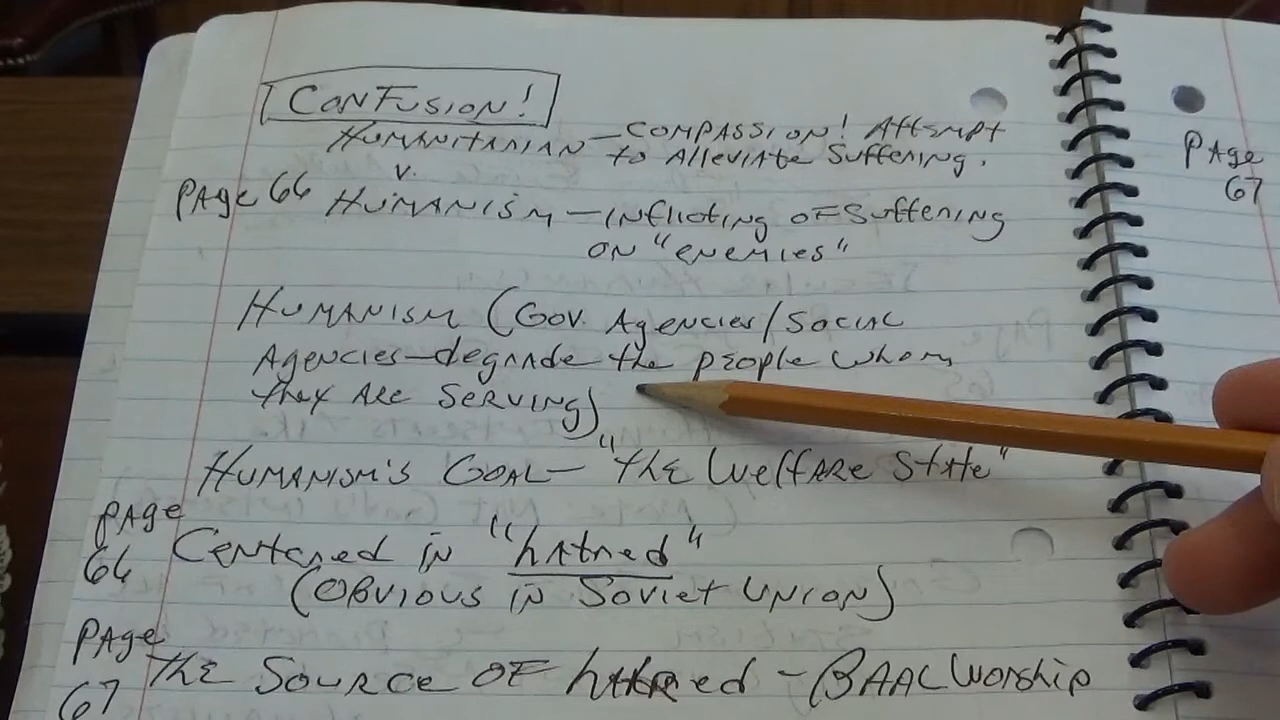 CONFUSION!
HUMANITARIAN — COMPASSION! Attempt
to Alleviate Suffering.
v.
PAge 66 HUMANISM — INflicting OF Suffering
ON "eNemies"
HUMANISM (Gov. Agencies/Social
Agencies—degrade the people whom
they Are Serving)
HUMANISM'S GOAL — "the Welfare State"
PAge
66 Centered in "hatred"
(OBVIOUS IN Soviet UNION)
PAge
67 the Source OF hatred - BAAL Worship
PAge
67